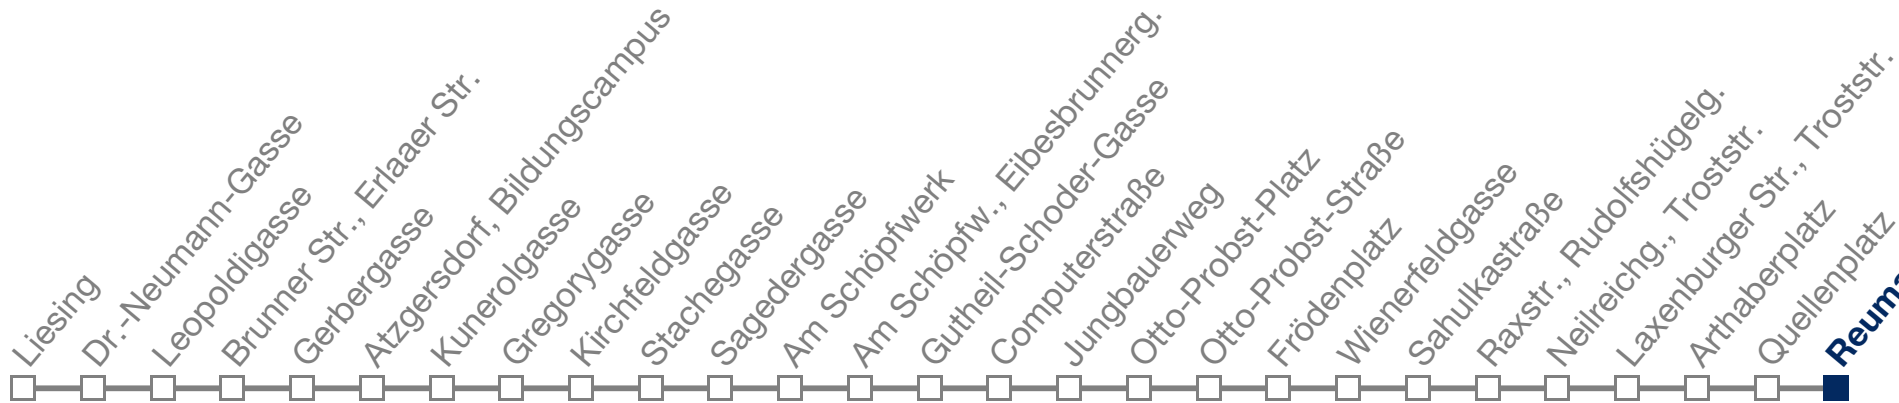 Liesing
Dr.-Neumann-Gasse
Leopoldigasse
Brunner Str., Erlaaer Str.
Gerbergasse
Atzgersdorf, Bildungscampus
Kunerolgasse
Gregorygasse
Kirchfeldgasse
Stachegasse
Sagedergasse
Am Schöpfwerk
Am Schöpfw., Eibesbrunnerg.
Gutheil-Schoder-Gasse
Computerstraße
Jungbauerweg
Otto-Probst-Platz
Otto-Probst-Straße
Frödenplatz
Wienerfeldgasse
Sahulkastraße
Raxstr., Rudolfshügelg.
Neilreichg., Troststr.
Laxenburger Str., Troststr.
Arthaberplatz
Quellenplatz